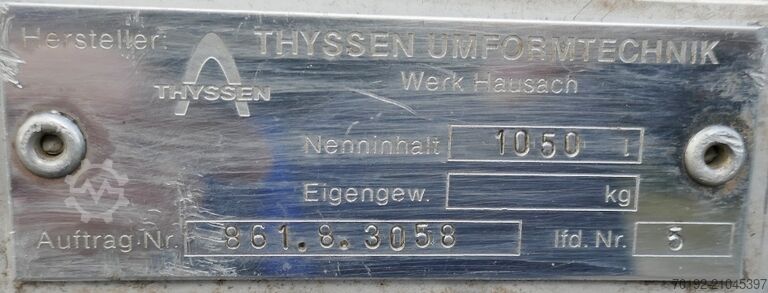 Hersteller: THYSSEN UMFORMTECHNIK
THYSSEN Werk Hausach
Nenninhalt 1050 l
Eigengew. kg
Auftrag Nr. 861.8.3058 lfd. Nr. 5
76192-21045397